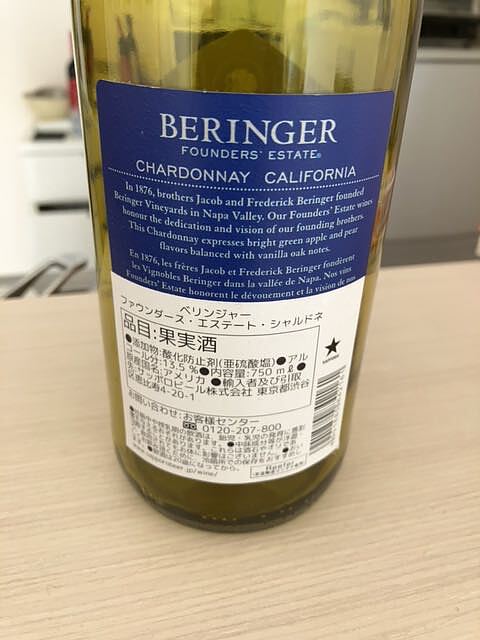 BERINGER
FOUNDERS' ESTATE®
CHARDONNAY CALIFORNIA
In 1876, brothers Jacob and Frederick Beringer founded
Beringer Vineyards in Napa Valley. Our Founders' Estate wines
honour the dedication and vision of our founding brothers.
This Chardonnay expresses bright green apple and pear
flavors balanced with vanilla oak notes.
En 1876, les frères Jacob et Frederick Beringer fondèrent
les Vignobles Beringer dans la vallée de Napa. Nos vins
Founders' Estate honorent le dévouement et la vision de nos
ベリンジャー
ファウンダース・エステート・シャルドネ
品目:果実酒
●添加物:酸化防止剤(亜硫酸塩)●アル
コール分:13.5%●内容量:750ml●
原産国名:アメリカ ●輸入者及び引取
先:サッポロビール株式会社 東京都渋谷
区恵比寿4-20-1
お問い合わせ:お客様センター
0120-207-800